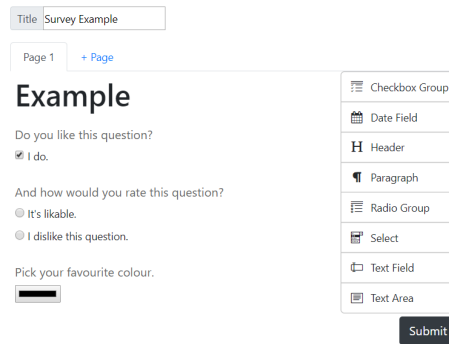 Title Survey Example
Page 1 + Page
Example
Do you like this question?
I do.
And how would you rate this question?
It's likable.
I dislike this question.
Pick your favourite colour.
Checkbox Group
Date Field
H Header
¶ Paragraph
Radio Group
Select
Text Field
Text Area
Submit